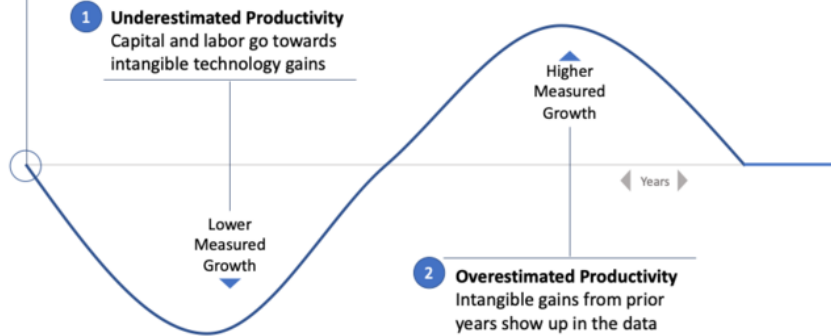 1 Underestimated Productivity
Capital and labor go towards
intangible technology gains
Higher
Measured
Growth
Years
Lower
Measured
Growth
2 Overestimated Productivity
Intangible gains from prior
years show up in the data